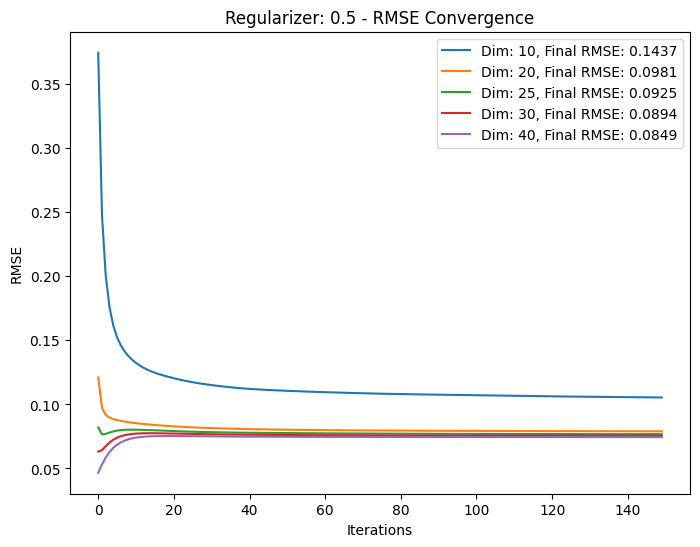 Regularizer: 0.5 - RMSE Convergence
Dim: 10, Final RMSE: 0.1437
Dim: 20, Final RMSE: 0.0981
Dim: 25, Final RMSE: 0.0925
Dim: 30, Final RMSE: 0.0894
Dim: 40, Final RMSE: 0.0849
RMSE
0.35
0.30
0.25
0.20
0.15
0.10
0.05
0 20 40 60 80 100 120 140
Iterations